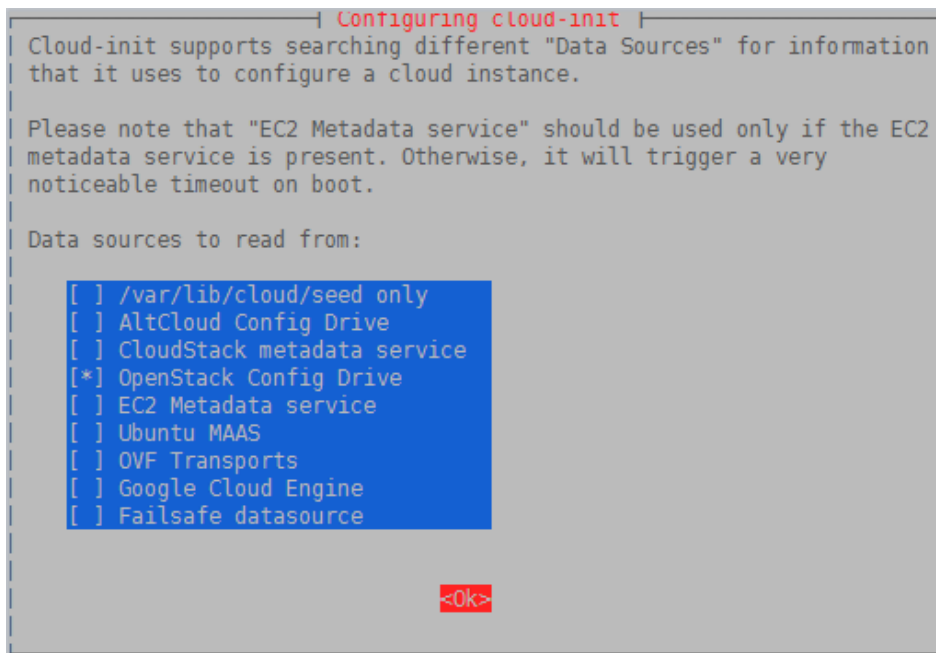 Configuring cloud-init
Cloud-init supports searching different "Data Sources" for information
that it uses to configure a cloud instance.
Please note that "EC2 Metadata service" should be used only if the EC2
metadata service is present. Otherwise, it will trigger a very
noticeable timeout on boot.
Data sources to read from:
[ ] /var/lib/cloud/seed only
[ ] AltCloud Config Drive
[ ] CloudStack metadata service
[*] OpenStack Config Drive
[ ] EC2 Metadata service
[ ] Ubuntu MAAS
[ ] OVF Transports
[ ] Google Cloud Engine
[ ] Failsafe datasource
<Ok>